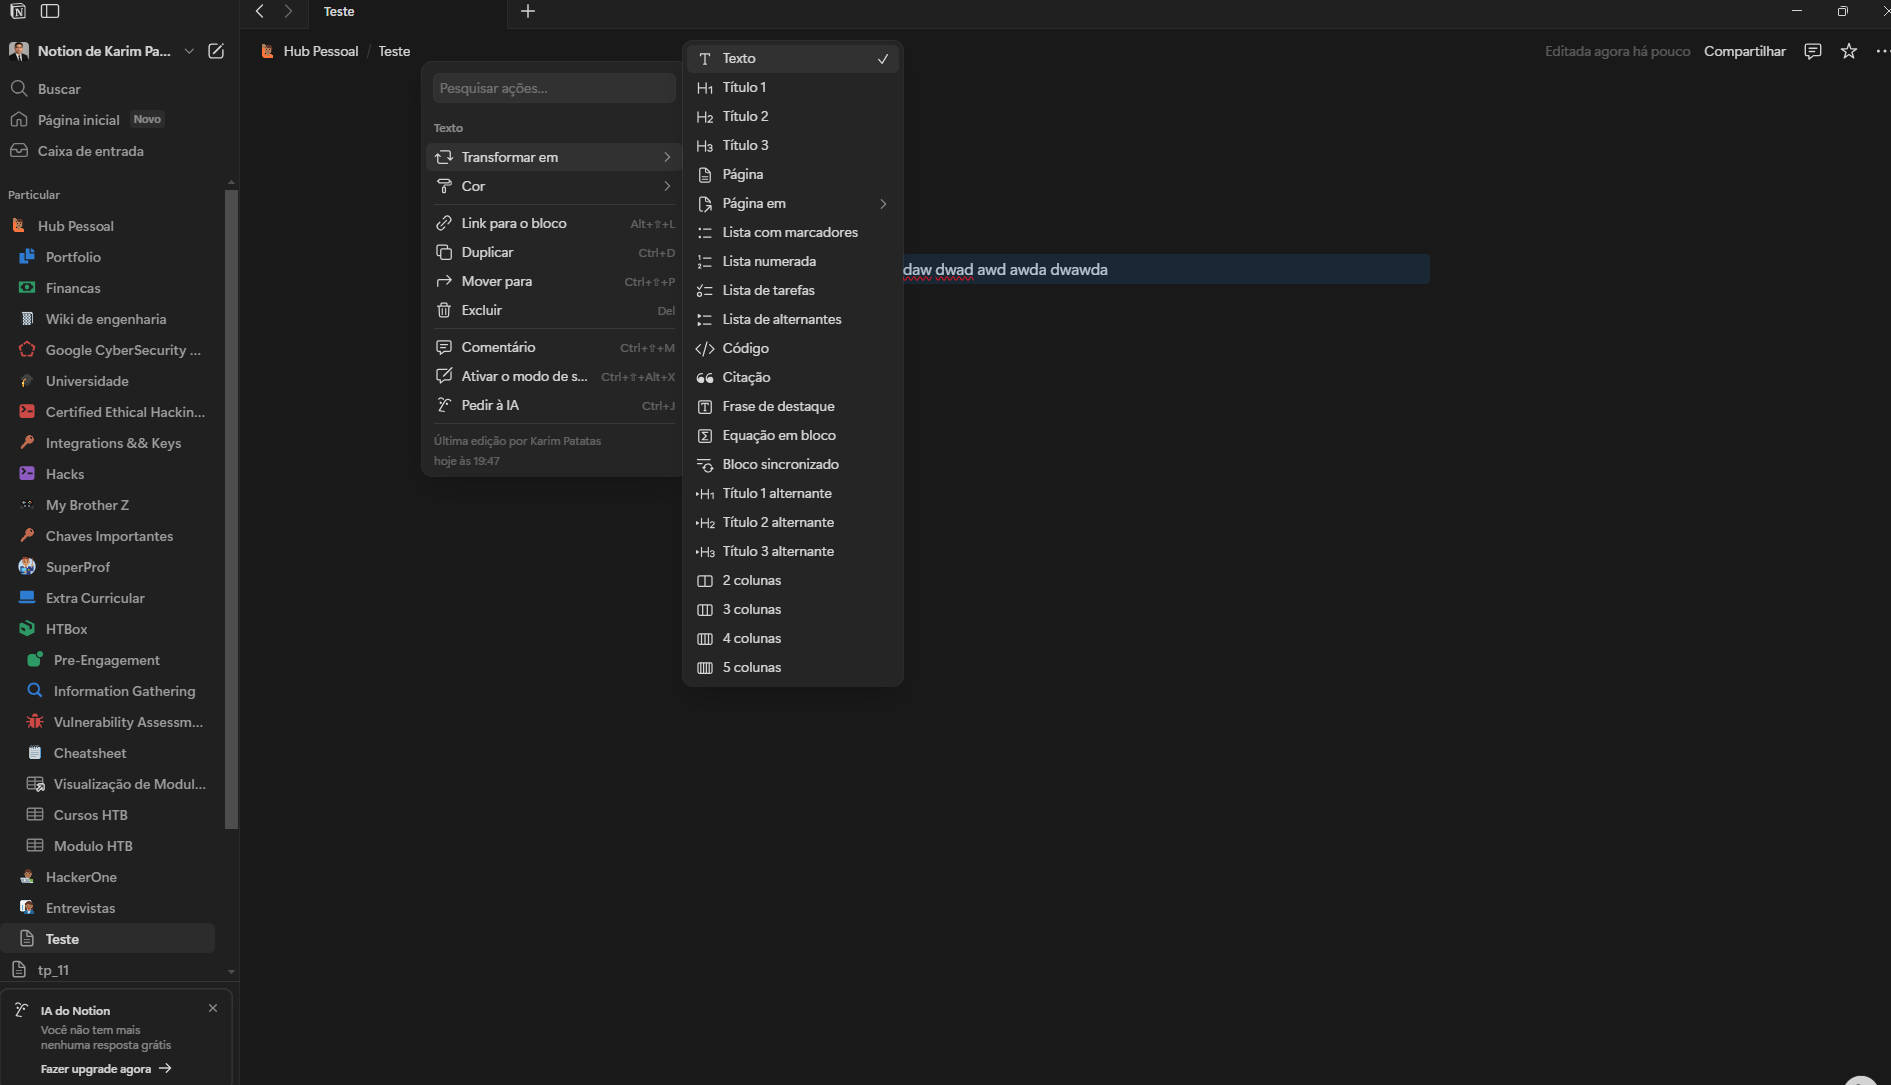 Teste
Notion de Karim Pa...
Buscar
Página inicial Novo
Caixa de entrada
Particular
Hub Pessoal
Portfolio
Financas
Wiki de engenharia
Google CyberSecurity ...
Universidade
Certified Ethical Hackin...
Integrations && Keys
Hacks
My Brother Z
Chaves Importantes
SuperProf
Extra Curricular
HTBox
Pre-Engagement
Information Gathering
Vulnerability Assessm...
Cheatsheet
Visualização de Modul...
Cursos HTB
Modulo HTB
HackerOne
Entrevistas
Teste
tp_11
IA do Notion
Você não tem mais
nenhuma resposta grátis
Fazer upgrade agora →
Hub Pessoal / Teste
Editada agora há pouco Compartilhar
Pesquisar ações...
Texto
Transformar em
Cor
Link para o bloco Alt+⇧+L
Duplicar Ctrl+D
Mover para Ctrl+⇧+P
Excluir Del
Comentário Ctrl+⇧+M
Ativar o modo de s... Ctrl+⇧+Alt+X
Pedir à IA Ctrl+J
Última edição por Karim Patatas
hoje às 19:47
Texto
H1 Título 1
H2 Título 2
H3 Título 3
Página
Página em
Lista com marcadores
Lista numerada
Lista de tarefas
Lista de alternantes
Código
Citação
Frase de destaque
Equação em bloco
Bloco sincronizado
H1 Título 1 alternante
H2 Título 2 alternante
H3 Título 3 alternante
2 colunas
3 colunas
4 colunas
5 colunas
daw dwad awd awda dwawda